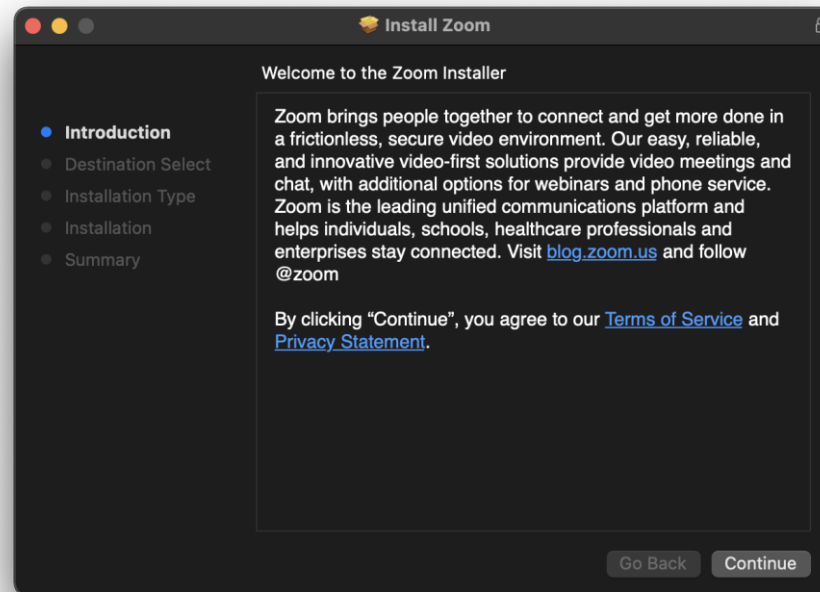 Install Zoom
Welcome to the Zoom Installer
Introduction
Destination Select
Installation Type
Installation
Summary
Zoom brings people together to connect and get more done in
a frictionless, secure video environment. Our easy, reliable,
and innovative video-first solutions provide video meetings and
chat, with additional options for webinars and phone service.
Zoom is the leading unified communications platform and
helps individuals, schools, healthcare professionals and
enterprises stay connected. Visit blog.zoom.us and follow
@zoom
By clicking “Continue”, you agree to our Terms of Service and
Privacy Statement.
Go Back
Continue